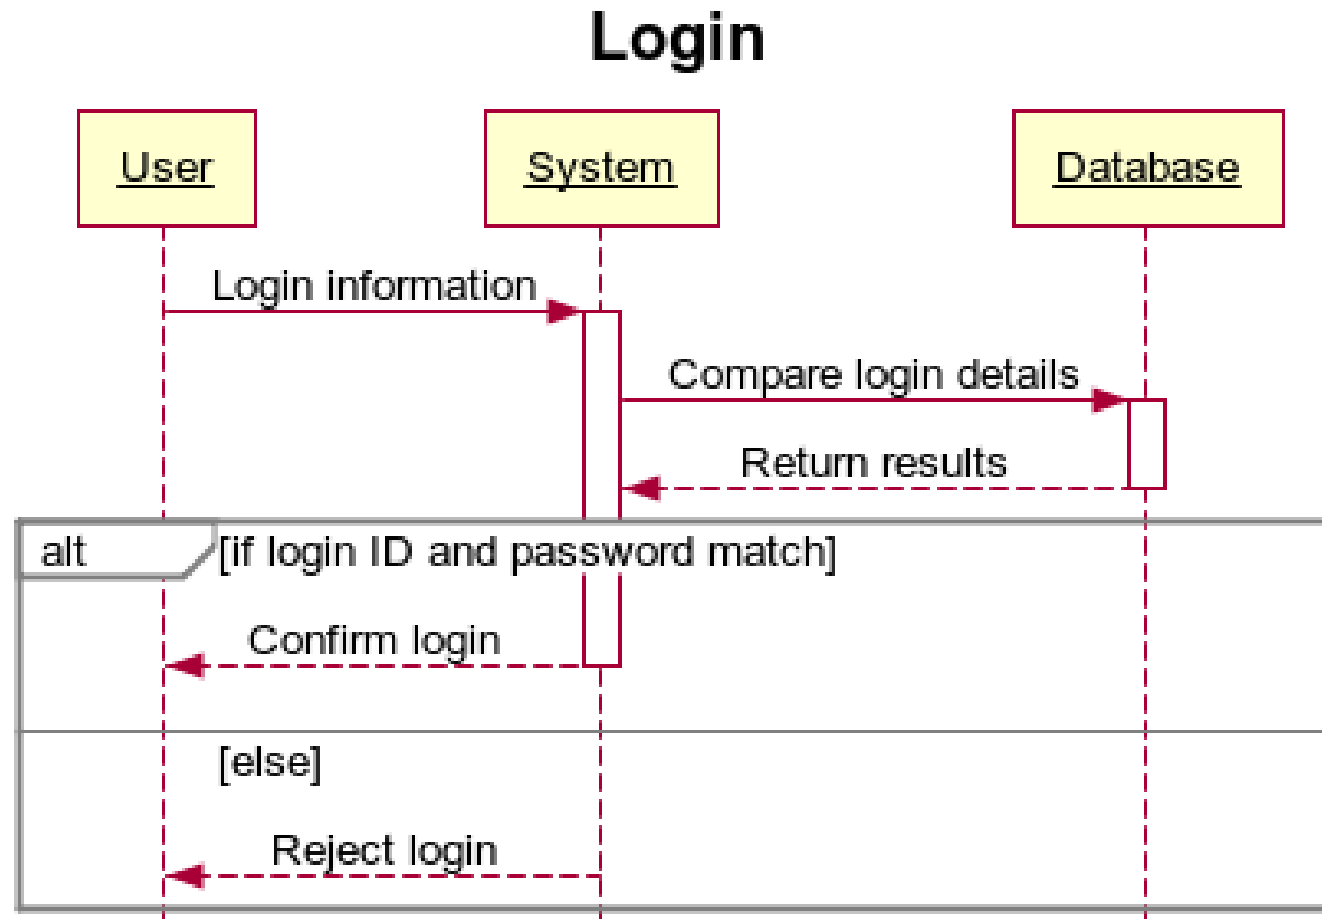 Login
User
System
Database
Login information
Compare login details
Return results
alt
[if login ID and password match]
Confirm login
[else]
Reject login